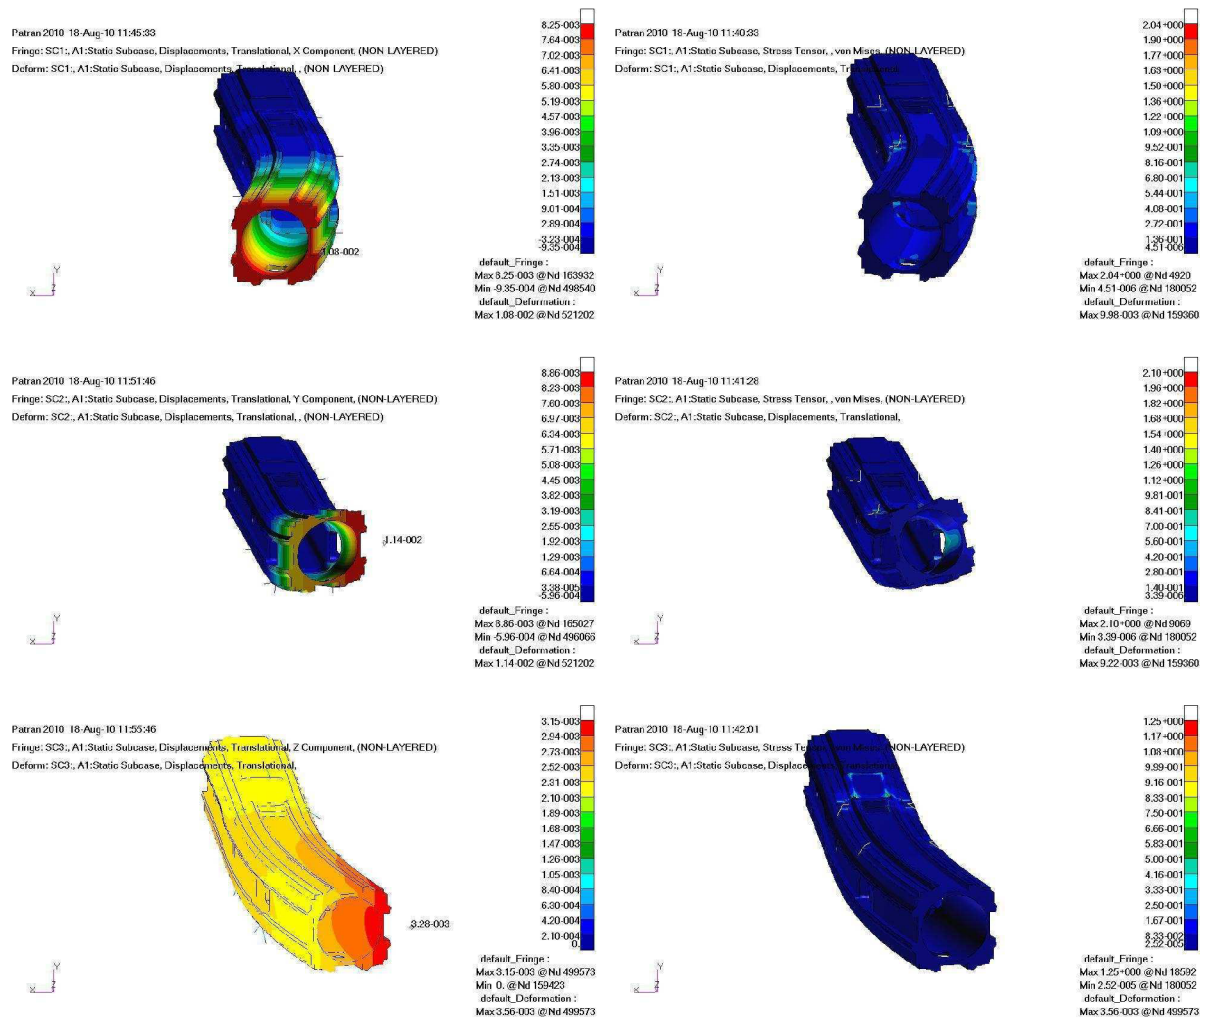 Patran 2010 18-Aug-10 11:45:33
Fringe: SC1:, A1:Static Subcase, Displacements, Translational, X Component, (NON-LAYERED)
Deform: SC1:, A1:Static Subcase, Displacements, Translational, , (NON-LAYERED)
8.25-003
7.64-003
7.02-003
6.41-003
5.80-003
5.19-003
4.57-003
3.96-003
3.35-003
2.74-003
2.13-003
1.51-003
9.01-004
2.89-004
-3.23-004
-9.35-004
1.08-002
Y
X
Z
default_Fringe :
Max 8.25-003 @Nd 163932
Min -9.35-004 @Nd 498540
default_Deformation :
Max 1.08-002 @Nd 521202
Patran 2010 18-Aug-10 11:40:33
Fringe: SC1:, A1:Static Subcase, Stress Tensor, , von Mises, (NON-LAYERED)
Deform: SC1:, A1:Static Subcase, Displacements, Translational,
2.04+000
1.90+000
1.77+000
1.63+000
1.50+000
1.36+000
1.22+000
1.09+000
9.52-001
8.16-001
6.80-001
5.44-001
4.08-001
2.72-001
1.36-001
4.51-006
Y
X
Z
default_Fringe :
Max 2.04+000 @Nd 4920
Min 4.51-006 @Nd 180052
default_Deformation :
Max 9.98-003 @Nd 159360
Patran 2010 18-Aug-10 11:51:46
Fringe: SC2:, A1:Static Subcase, Displacements, Translational, Y Component, (NON-LAYERED)
Deform: SC2:, A1:Static Subcase, Displacements, Translational, , (NON-LAYERED)
8.86-003
8.23-003
7.60-003
6.97-003
6.34-003
5.71-003
5.08-003
4.45-003
3.82-003
3.19-003
2.55-003
1.92-003
1.29-003
6.64-004
3.38-005
-5.96-004
1.14-002
Y
X
Z
default_Fringe :
Max 8.86-003 @Nd 165027
Min -5.96-004 @Nd 496066
default_Deformation :
Max 1.14-002 @Nd 521202
Patran 2010 18-Aug-10 11:41:28
Fringe: SC2:, A1:Static Subcase, Stress Tensor, , von Mises, (NON-LAYERED)
Deform: SC2:, A1:Static Subcase, Displacements, Translational,
2.10+000
1.96+000
1.82+000
1.68+000
1.54+000
1.40+000
1.26+000
1.12+000
9.81-001
8.41-001
7.00-001
5.60-001
4.20-001
2.80-001
1.40-001
3.39-006
Y
X
Z
default_Fringe :
Max 2.10+000 @Nd 9069
Min 3.39-006 @Nd 180052
default_Deformation :
Max 9.22-003 @Nd 159360
Patran 2010 18-Aug-10 11:55:46
Fringe: SC3:, A1:Static Subcase, Displacements, Translational, Z Component, (NON-LAYERED)
Deform: SC3:, A1:Static Subcase, Displacements, Translational,
3.15-003
2.94-003
2.73-003
2.52-003
2.31-003
2.10-003
1.89-003
1.68-003
1.47-003
1.26-003
1.05-003
8.40-004
6.30-004
4.20-004
2.10-004
0.
3.28-003
Y
X
Z
default_Fringe :
Max 3.15-003 @Nd 499573
Min 0. @Nd 159423
default_Deformation :
Max 3.56-003 @Nd 499573
Patran 2010 18-Aug-10 11:42:01
Fringe: SC3:, A1:Static Subcase, Stress Tensor, , von Mises, (NON-LAYERED)
Deform: SC3:, A1:Static Subcase, Displacements, Translational,
1.25+000
1.17+000
1.08+000
9.99-001
9.16-001
8.33-001
7.50-001
6.66-001
5.83-001
5.00-001
4.16-001
3.33-001
2.50-001
1.67-001
8.33-002
2.52-005
Y
X
Z
default_Fringe :
Max 1.25+000 @Nd 18592
Min 2.52-005 @Nd 180052
default_Deformation :
Max 3.56-003 @Nd 499573